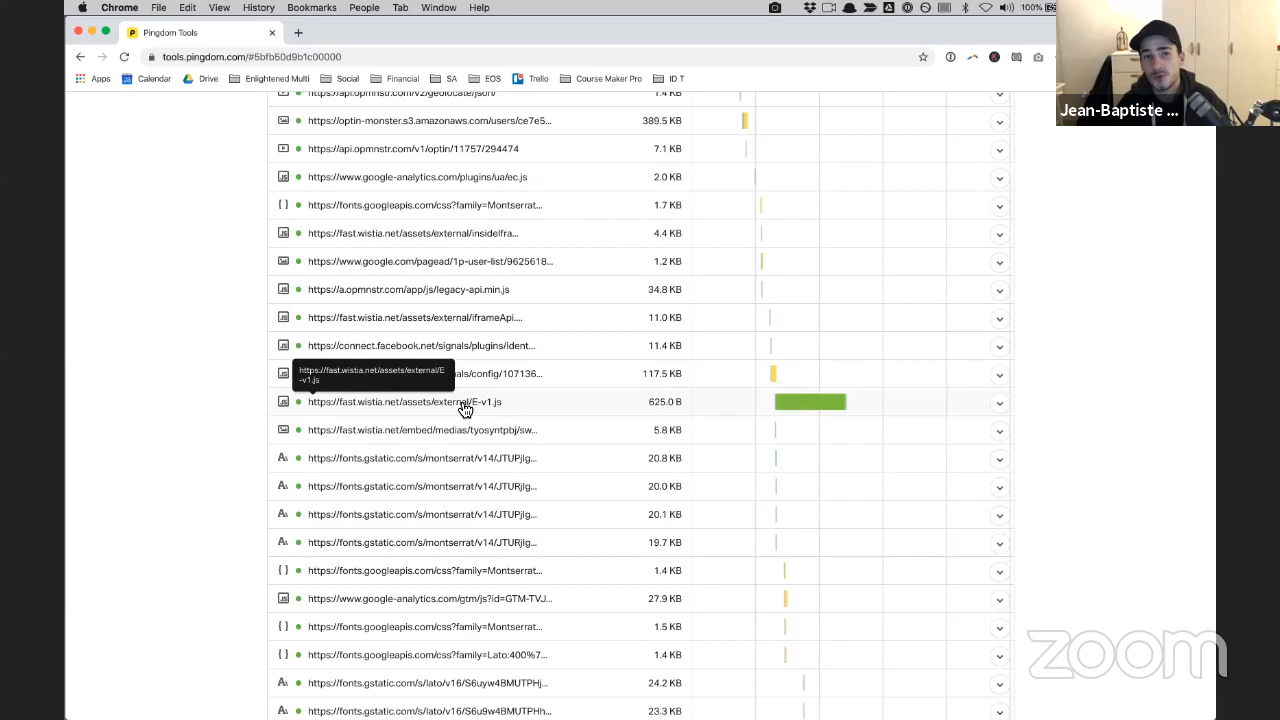 Chrome File Edit View History Bookmarks People Tab Window Help 100%
Pingdom Tools
tools.pingdom.com/#5bfb50d9b1c00000
Apps Calendar Drive Enlightened Multi Social Financial SA EOS Trello Course Maker Pro ID T
Jean-Baptiste ...
https://api.opmnstr.com/v2/geolocate/json/ 1.4 KB
https://optin-monster.s3.amazonaws.com/users/ce7e5... 389.5 KB
https://api.opmnstr.com/v1/optin/11757/294474 7.1 KB
https://www.google-analytics.com/plugins/ua/ec.js 2.0 KB
https://fonts.googleapis.com/css?family=Montserrat... 1.7 KB
https://fast.wistia.net/assets/external/insideIfra... 4.4 KB
https://www.google.com/pagead/1p-user-list/9625618... 1.2 KB
https://a.opmnstr.com/app/js/legacy-api.min.js 34.8 KB
https://fast.wistia.net/assets/external/iframeApi.... 11.0 KB
https://connect.facebook.net/signals/plugins/ident... 11.4 KB
https://fast.wistia.net/assets/external/E
-v1.js
nals/config/107136... 117.5 KB
https://fast.wistia.net/assets/external/E-v1.js 625.0 B
https://fast.wistia.net/embed/medias/tyosyntpbj/sw... 5.8 KB
https://fonts.gstatic.com/s/montserrat/v14/JTUPjIg... 20.8 KB
https://fonts.gstatic.com/s/montserrat/v14/JTURjIg... 20.0 KB
https://fonts.gstatic.com/s/montserrat/v14/JTUPjIg... 20.1 KB
https://fonts.gstatic.com/s/montserrat/v14/JTURjIg... 19.7 KB
https://fonts.googleapis.com/css?family=Montserrat... 1.4 KB
https://www.google-analytics.com/gtm/js?id=GTM-TVJ... 27.9 KB
https://fonts.googleapis.com/css?family=Montserrat... 1.5 KB
https://fonts.googleapis.com/css?family=Lato:400%7... 1.4 KB
https://fonts.gstatic.com/s/lato/v16/S6uyw4BMUTPHj... 24.2 KB
https://fonts.gstatic.com/s/lato/v16/S6u9w4BMUTPHh... 23.3 KB
zoom